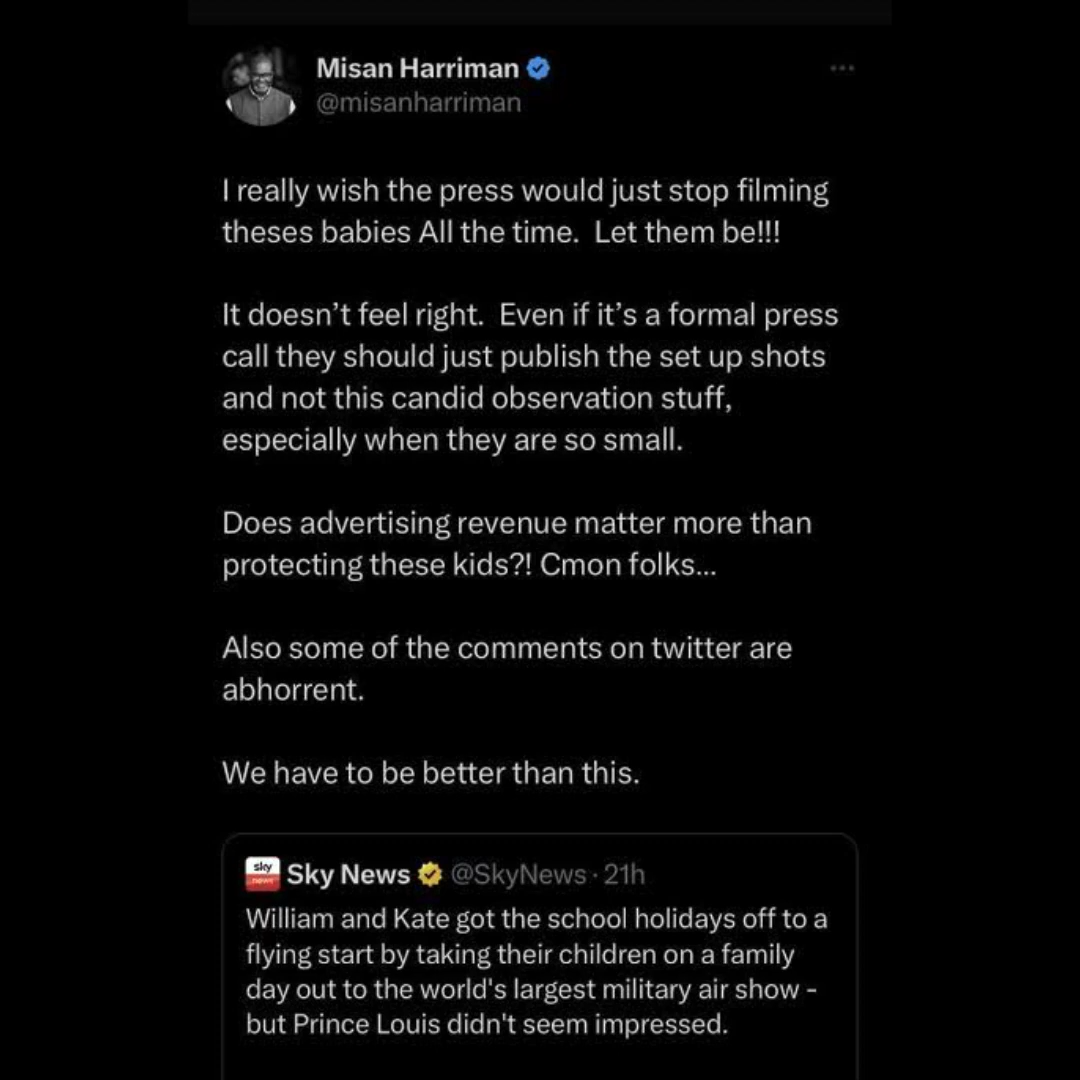 Misan Harriman
@misanharriman
I really wish the press would just stop filming
theses babies All the time.  Let them be!!!
It doesn’t feel right.  Even if it’s a formal press
call they should just publish the set up shots
and not this candid observation stuff,
especially when they are so small.
Does advertising revenue matter more than
protecting these kids?! Cmon folks...
Also some of the comments on twitter are
abhorrent.
We have to be better than this.
sky
news
Sky News @SkyNews · 21h
William and Kate got the school holidays off to a
flying start by taking their children on a family
day out to the world's largest military air show -
but Prince Louis didn't seem impressed.